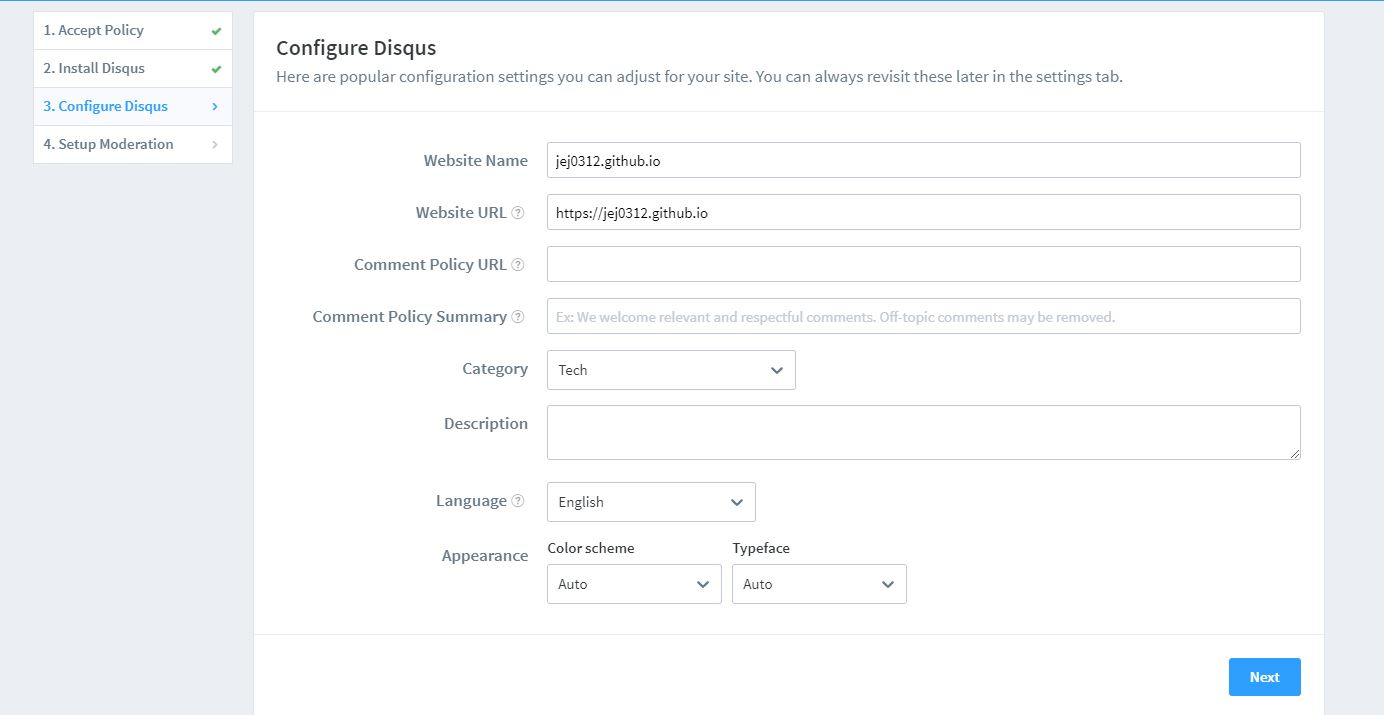 1. Accept Policy
2. Install Disqus
3. Configure Disqus
4. Setup Moderation
Configure Disqus
Here are popular configuration settings you can adjust for your site. You can always revisit these later in the settings tab.
Website Name
jej0312.github.io
Website URL ?
https://jej0312.github.io
Comment Policy URL ?
Comment Policy Summary ?
Ex: We welcome relevant and respectful comments. Off-topic comments may be removed.
Category
Tech
Description
Language ?
English
Appearance
Color scheme
Typeface
Auto
Auto
Next